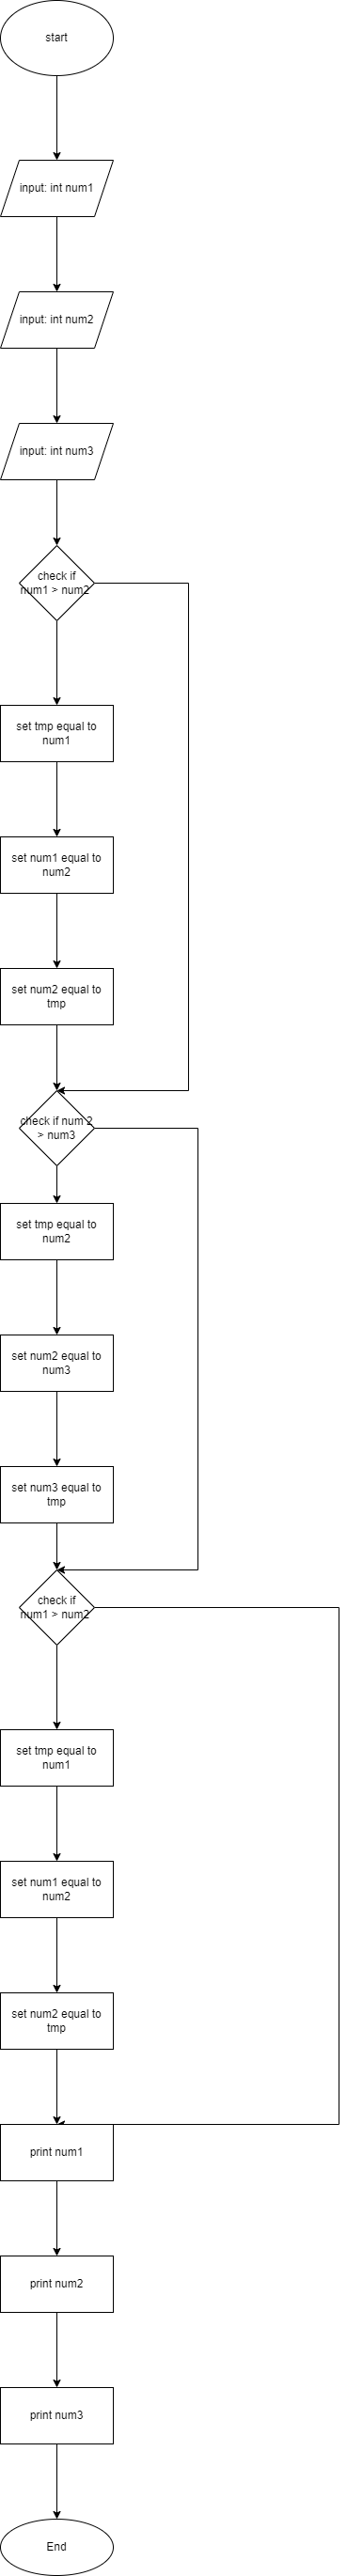 start
input: int num1
input: int num2
input: int num3
check if
num1 > num2
set tmp equal to
num1
set num1 equal to
num2
set num2 equal to
tmp
check if num 2
> num3
set tmp equal to
num2
set num2 equal to
num3
set num3 equal to
tmp
check if
num1 > num2
set tmp equal to
num1
set num1 equal to
num2
set num2 equal to
tmp
print num1
print num2
print num3
End